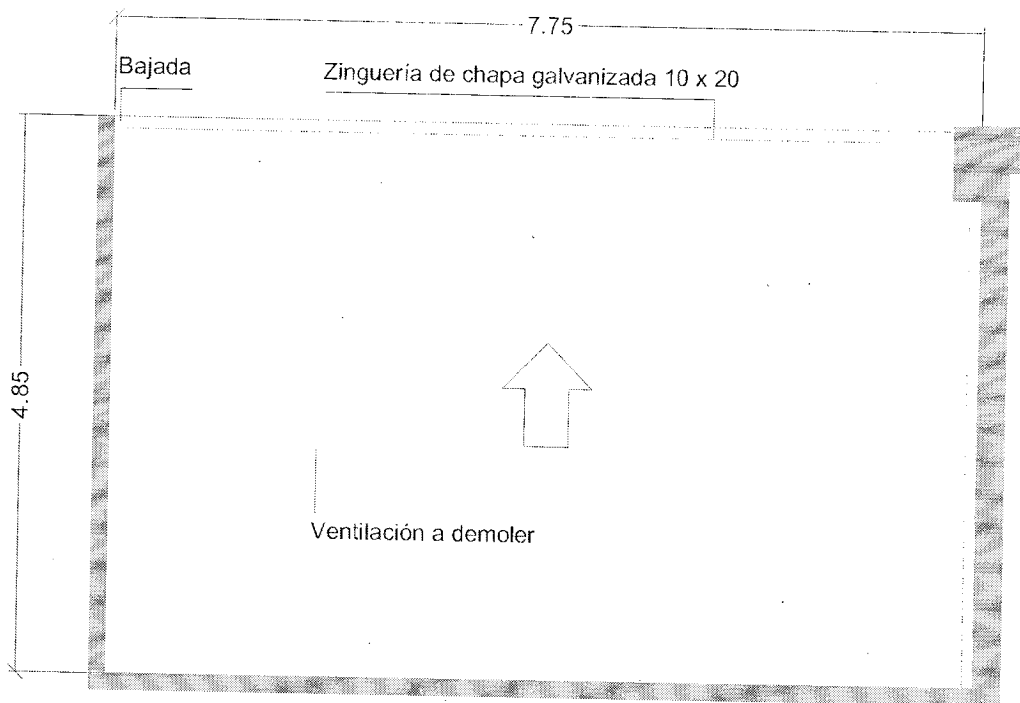 7.75
Bajada
Zinguería de chapa galvanizada 10 x 20
4.85
Ventilación a demoler